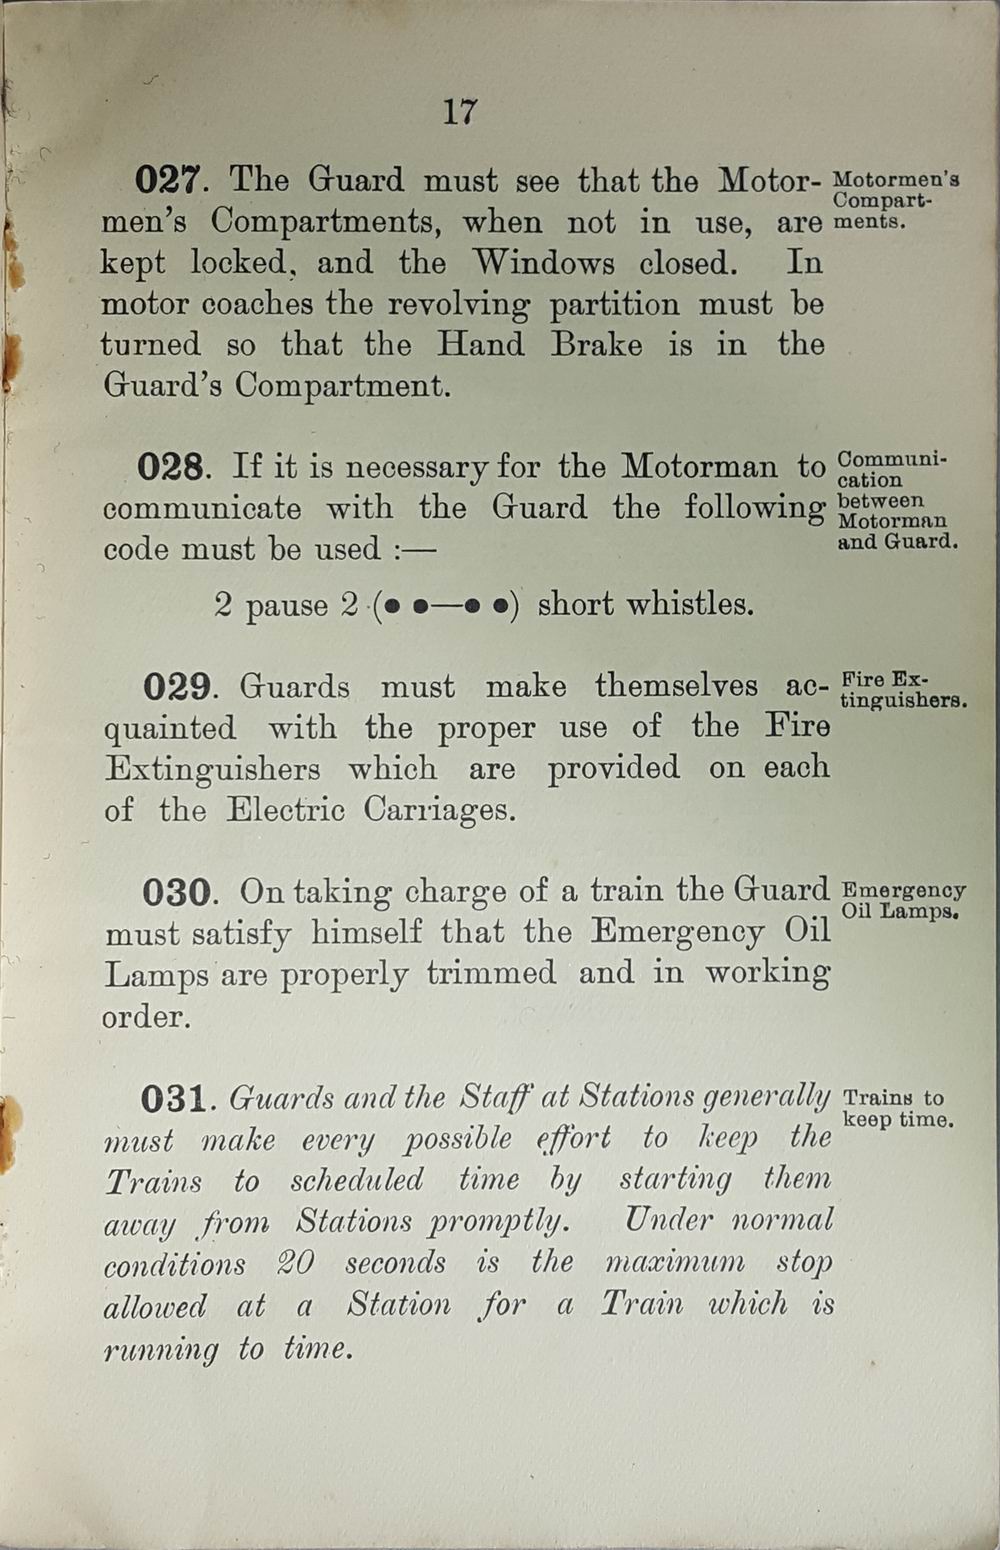 17
027. The Guard must see that the Motor-
men's Compartments, when not in use, are
kept locked, and the Windows closed. In
motor coaches the revolving partition must be
turned so that the Hand Brake is in the
Guard's Compartment.
Motormen's
Compart-
ments.
028. If it is necessary for the Motorman to
communicate with the Guard the following
code must be used :—
Communi-
cation
between
Motorman
and Guard.
2 pause 2 (● ●—● ●) short whistles.
029. Guards must make themselves ac-
quainted with the proper use of the Fire
Extinguishers which are provided on each
of the Electric Carriages.
Fire Ex-
tinguishers.
030. On taking charge of a train the Guard
must satisfy himself that the Emergency Oil
Lamps are properly trimmed and in working
order.
Emergency
Oil Lamps.
031. Guards and the Staff at Stations generally
must make every possible effort to keep the
Trains to scheduled time by starting them
away from Stations promptly. Under normal
conditions 20 seconds is the maximum stop
allowed at a Station for a Train which is
running to time.
Trains to
keep time.